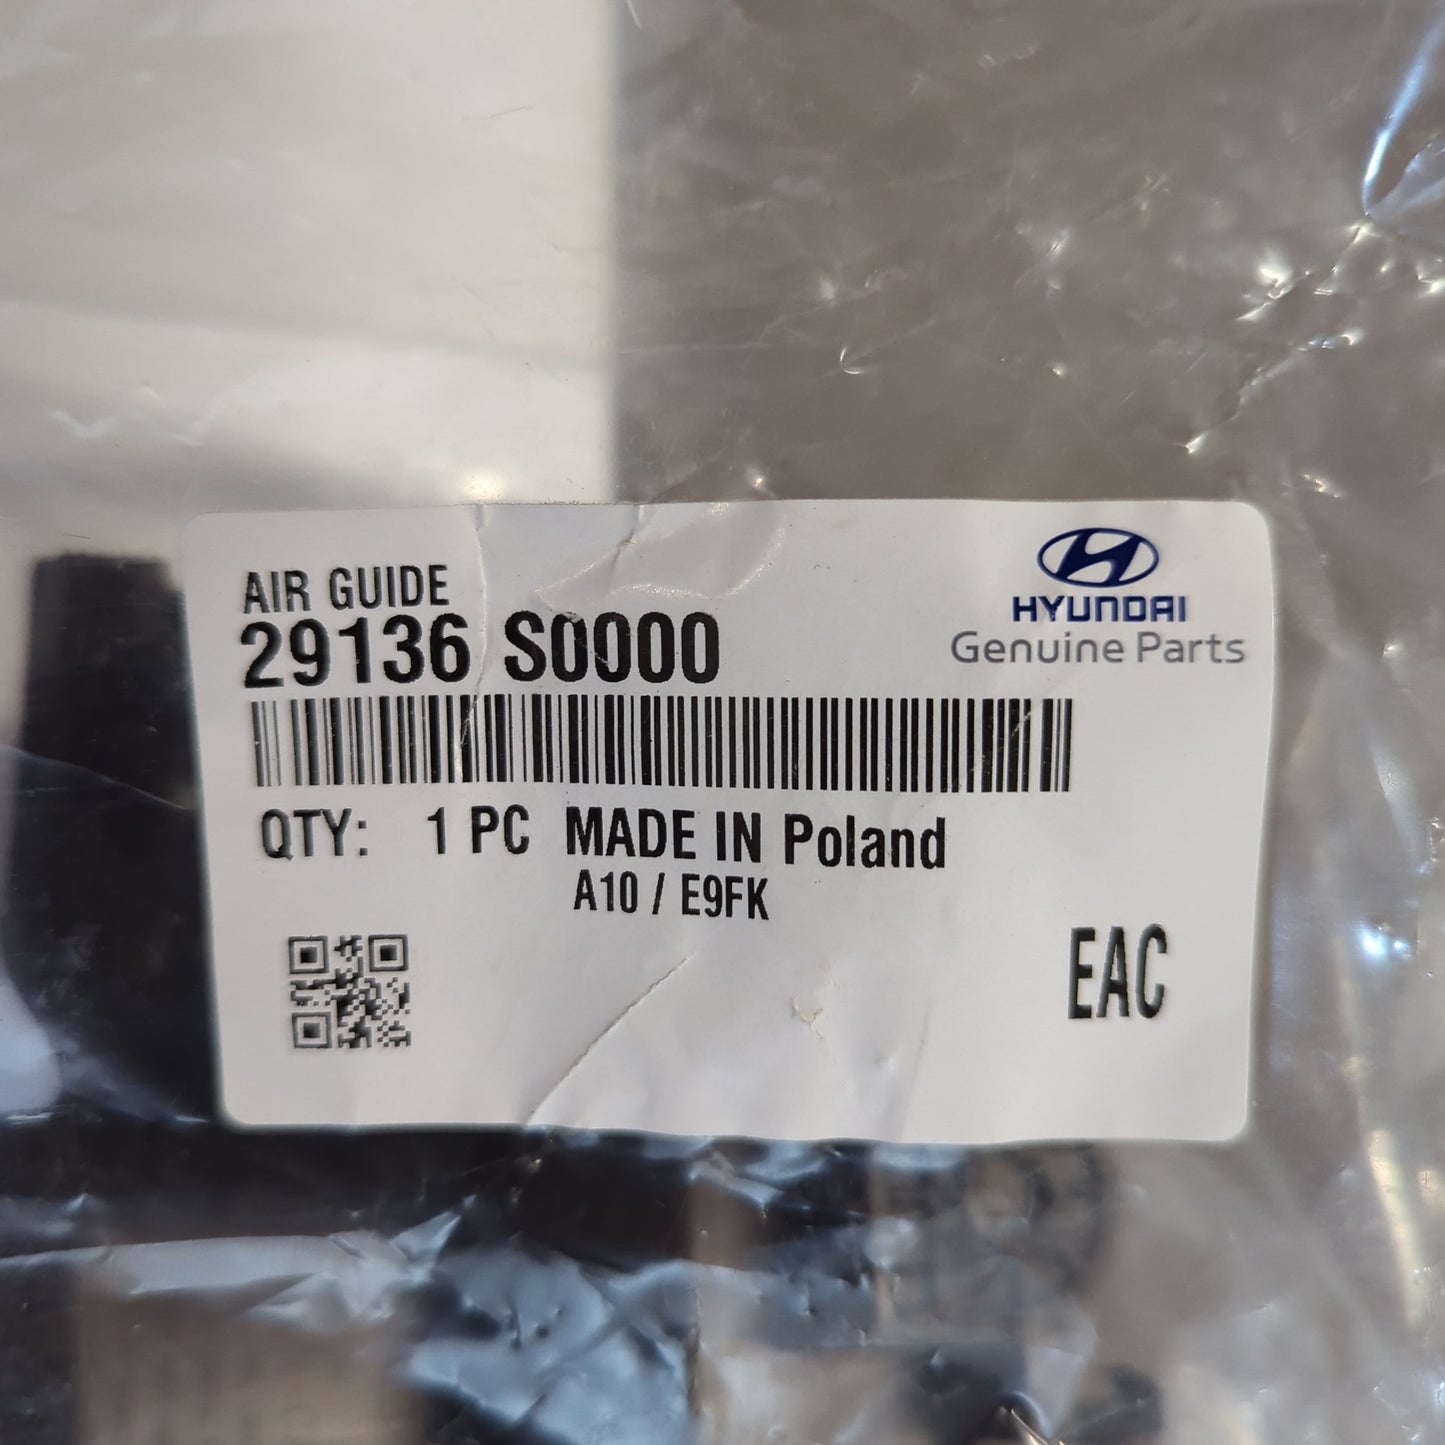 AIR GUIDE
29136 S0000
HYUNDAI
Genuine Parts
QTY: 1 PC MADE IN Poland
A10 / E9FK
EAC